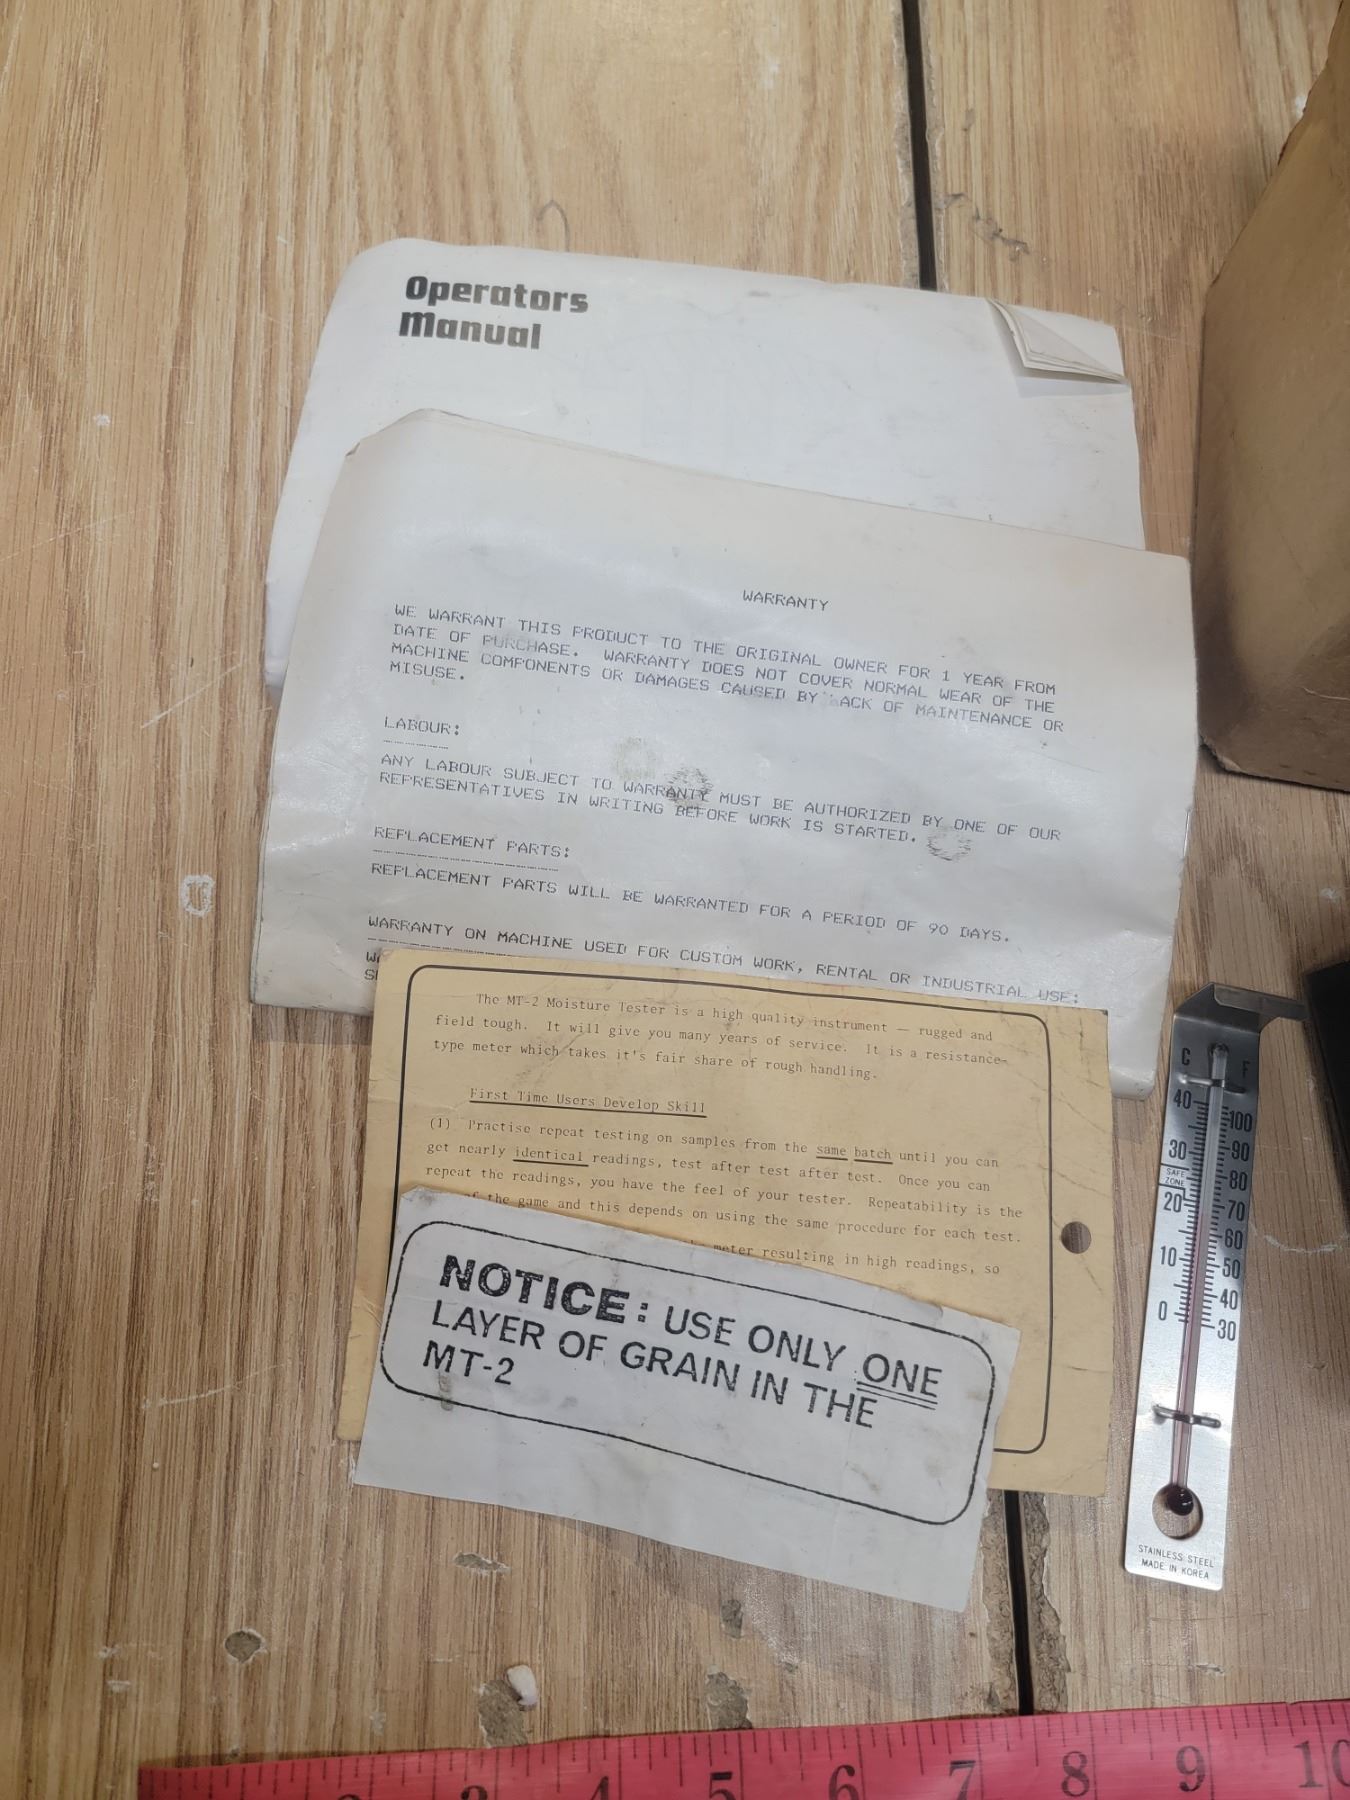 Operators
Manual
WARRANTY
WE WARRANT THIS PRODUCT TO THE ORIGINAL OWNER FOR 1 YEAR FROM
DATE OF PURCHASE. WARRANTY DOES NOT COVER NORMAL WEAR OF THE
MACHINE COMPONENTS OR DAMAGES CAUSED BY LACK OF MAINTENANCE OR
MISUSE.
LABOUR:
ANY LABOUR SUBJECT TO WARRANTY MUST BE AUTHORIZED BY ONE OF OUR
REPRESENTATIVES IN WRITING BEFORE WORK IS STARTED.
REPLACEMENT PARTS:
REPLACEMENT PARTS WILL BE WARRANTED FOR A PERIOD OF 90 DAYS.
WARRANTY ON MACHINE USED FOR CUSTOM WORK, RENTAL OR INDUSTRIAL USE:
The MT-2 Moisture Tester is a high quality instrument — rugged and
field tough. It will give you many years of service. It is a resistance-
type meter which takes it's fair share of rough handling.
First Time Users Develop Skill
(1) Practise repeat testing on samples from the same batch until you can
get nearly identical readings, test after test after test. Once you can
repeat the readings, you have the feel of your tester. Repeatability is the
of the game and this depends on using the same procedure for each test.
meter resulting in high readings, so
NOTICE: USE ONLY ONE
LAYER OF GRAIN IN THE
MT-2
C F
40 100
30 90
SAFE
ZONE
80
20 70
60
10 50
40
0 30
STAINLESS STEEL
MADE IN KOREA
3 4 5 6 7 8 9 10